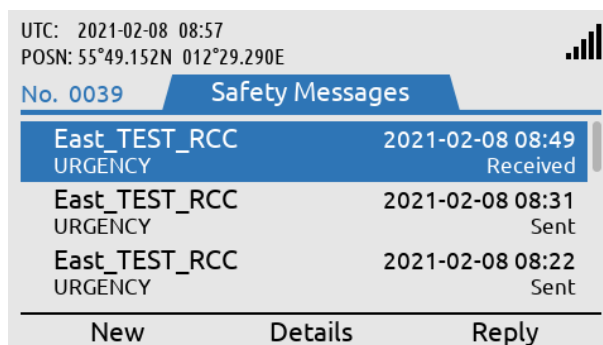 UTC: 2021-02-08 08:57
POSN: 55°49.152N 012°29.290E
No. 0039 Safety Messages
East_TEST_RCC 2021-02-08 08:49
URGENCY Received
East_TEST_RCC 2021-02-08 08:31
URGENCY Sent
East_TEST_RCC 2021-02-08 08:22
URGENCY Sent
New Details Reply